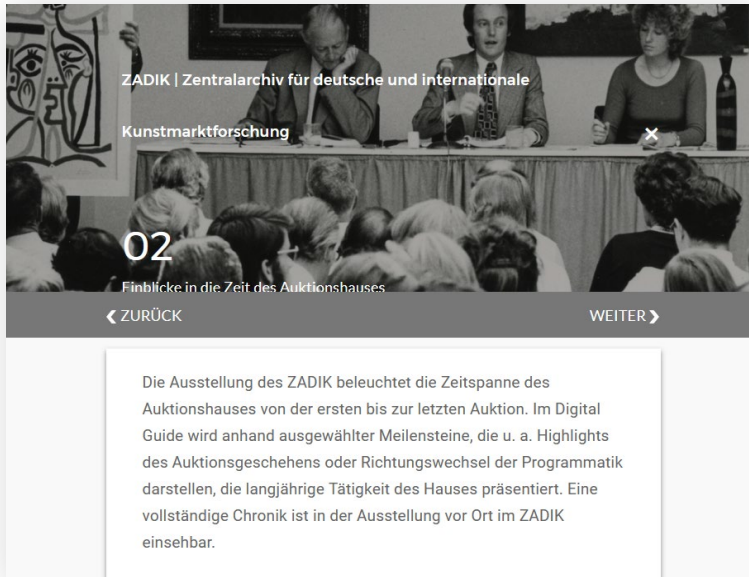 ZADIK | Zentralarchiv für deutsche und internationale
Kunstmarktforschung
×
02
Einblicke in die Zeit des Auktionshauses
❮ ZURÜCK
WEITER ❯
Die Ausstellung des ZADIK beleuchtet die Zeitspanne des
Auktionshauses von der ersten bis zur letzten Auktion. Im Digital
Guide wird anhand ausgewählter Meilensteine, die u. a. Highlights
des Auktionsgeschehens oder Richtungswechsel der Programmatik
darstellen, die langjährige Tätigkeit des Hauses präsentiert. Eine
vollständige Chronik ist in der Ausstellung vor Ort im ZADIK
einsehbar.